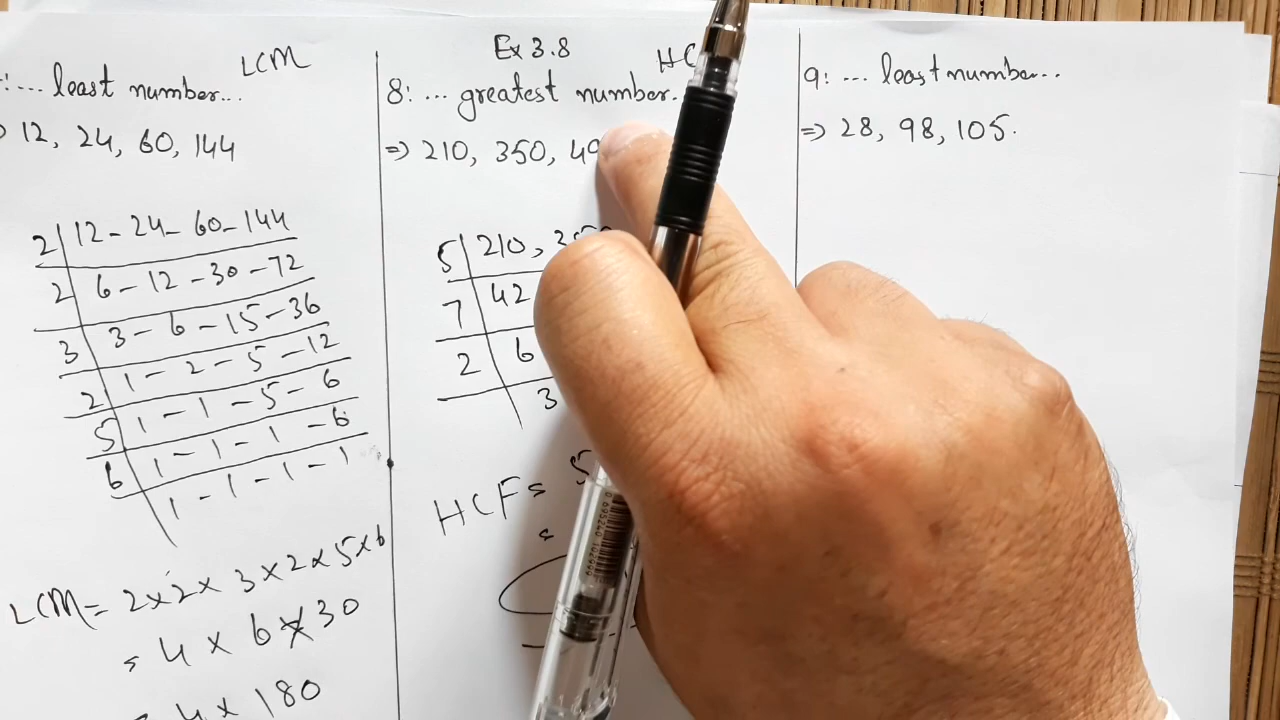 Ex 3.8
LCM
: ... least number...
12, 24, 60, 144
2 | 12 - 24 - 60 - 144
2 | 6 - 12 - 30 - 72
3 | 3 - 6 - 15 - 36
2 | 1 - 2 - 5 - 12
5 | 1 - 1 - 5 - 6
6 | 1 - 1 - 1 - 6
1 - 1 - 1 - 1
LCM = 2×2× 3×2×5×6
= 4 × 6 × 30
= 4 × 180
8: ... greatest number.
⇒ 210, 350,
5 | 210,
7 | 42
2 | 6
3
HCF = 5
=
9: ... least number...
⇒ 28, 98, 105.